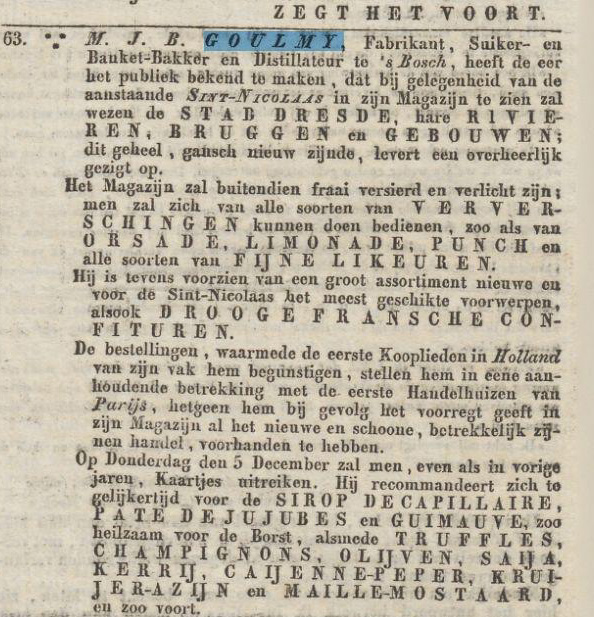 ZEGT HET VOORT.
63. ⁂ M. J. B. GOULMY, Fabrikant, Suiker- en
Banket-Bakker en Distillateur te 's Bosch, heeft de eer
het publiek bekend te maken, dat bij gelegenheid van de
aanstaande SINT-NICOLAAS in zijn Magazijn te zien zal
wezen de STAD DRESDE, hare RIVIE-
REN, BRUGGEN en GEBOUWEN;
dit geheel, gansch nieuw zijnde, levert een overheerlijk
gezigt op.
Het Magazijn zal buitendien fraai versierd en verlicht zijn;
men zal zich van alle soorten van VERVER-
SCHINGEN kunnen doen bedienen, zoo als van
ORSADE, LIMONADE, PUNCH en
alle soorten van FIJNE LIKEUREN.
Hij is tevens voorzien van een groot assortiment nieuwe en
voor de Sint-Nicolaas het meest geschikte voorwerpen,
alsook DROOGE FRANSCHE CON-
FITUREN.
De bestellingen, waarmede de eerste Kooplieden in Holland
van zijn vak hem begunstigen, stellen hem in eene aan-
houdende betrekking met de eerste Handelhuizen van
Parijs, hetgeen hem bij gevolg het voorregt geeft in
zijn Magazijn al het nieuwe en schoone, betrekkelijk zij-
nen handel, voorhanden te hebben.
Op Donderdag den 5 December zal men, even als in vorige
jaren, Kaartjes uitreiken. Hij recommandeert zich te
gelijkertijd voor de SIROP DECAPILLAIRE,
PATE DEJUJUBES en GUIMAUVE, zoo
heilzaam voor de Borst, alsmede TRUFFLES,
CHAMPIGNONS, OLIJVEN, SAIJA,
KERRIJ, CAIJENNE-PEPER, KRUI-
JER-AZIJN en MAILLE-MOSTAARD,
en zoo voort.